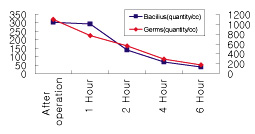 Bacilius(quantity/cc)
Germs(quantity/cc)
350
300
250
200
150
100
50
0
1200
1000
800
600
400
200
0
After operation
1 Hour
2 Hour
4 Hour
6 Hour